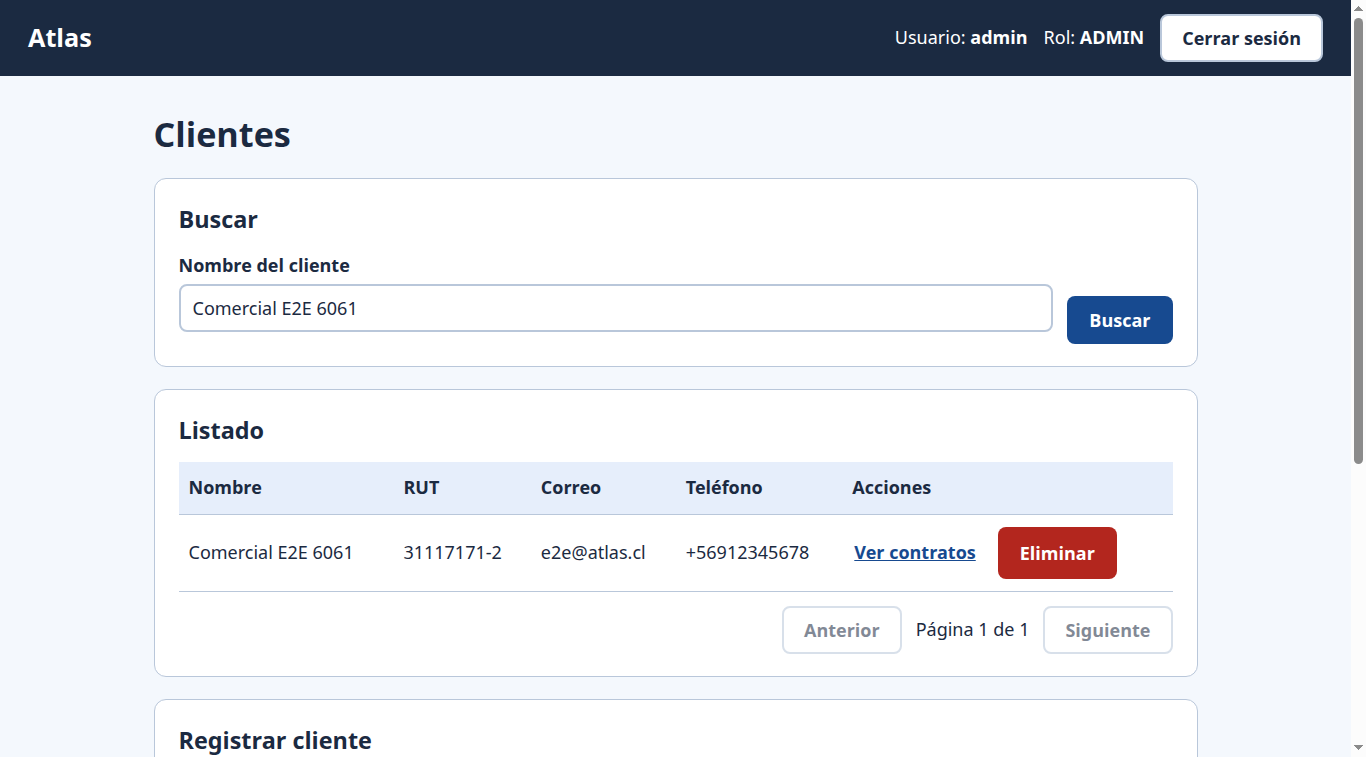 Atlas
Usuario: admin Rol: ADMIN Cerrar sesión
Clientes
Buscar
Nombre del cliente
Comercial E2E 6061
Buscar
Listado
Nombre RUT Correo Teléfono Acciones
Comercial E2E 6061 31117171-2 e2e@atlas.cl +56912345678 Ver contratos Eliminar
Anterior Página 1 de 1 Siguiente
Registrar cliente